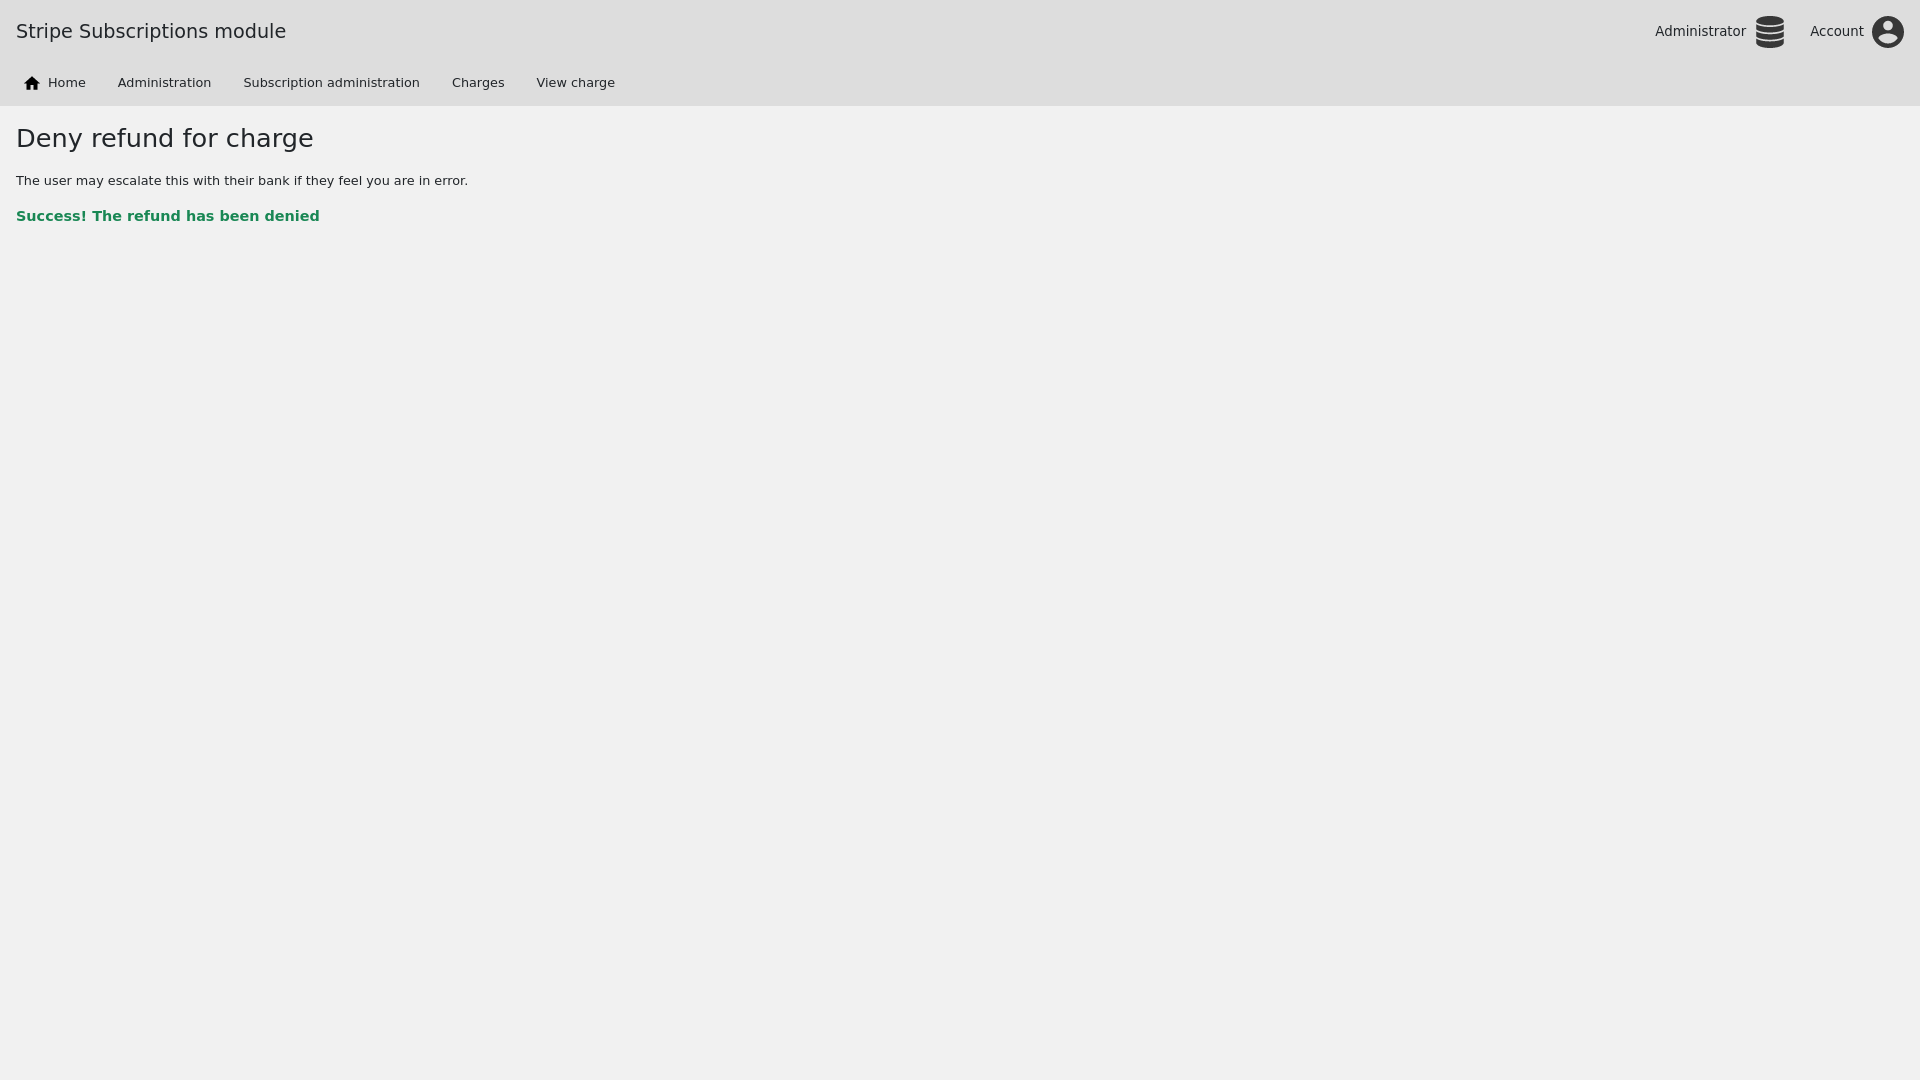 Stripe Subscriptions module
Administrator
Account
Home
Administration
Subscription administration
Charges
View charge
Deny refund for charge
The user may escalate this with their bank if they feel you are in error.
Success! The refund has been denied